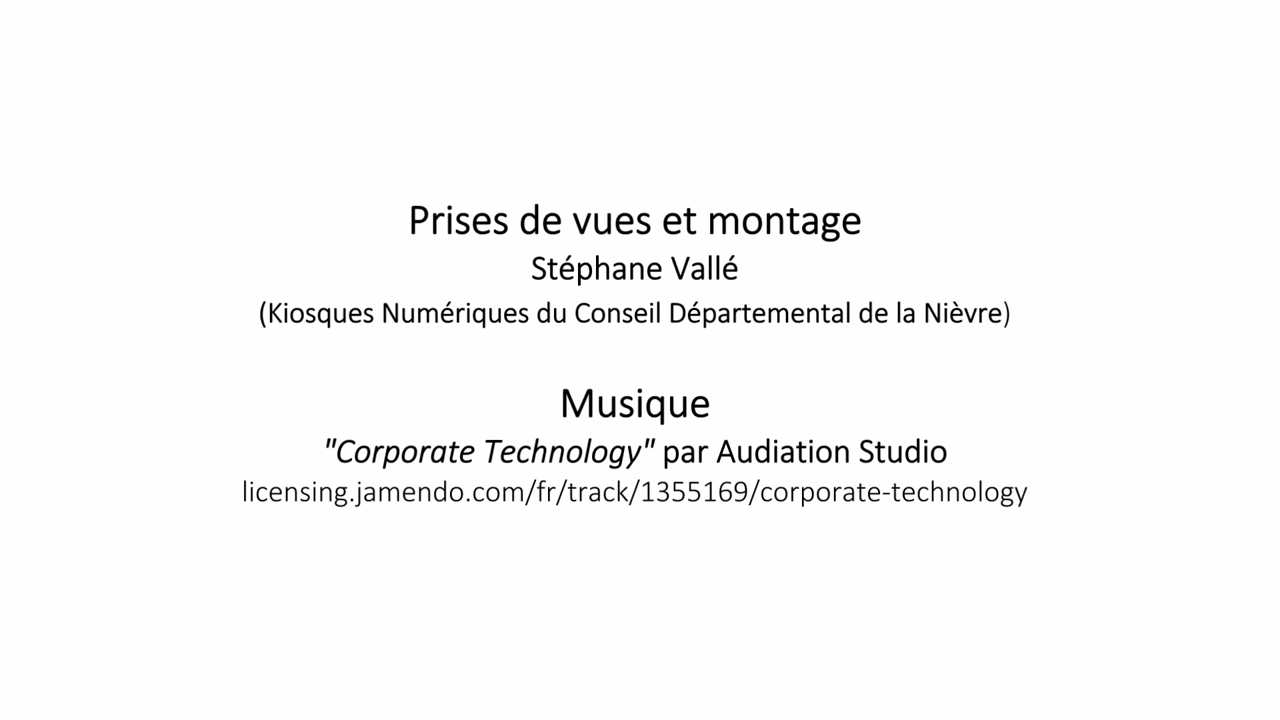 Prises de vues et montage
Stéphane Vallé
(Kiosques Numériques du Conseil Départemental de la Nièvre)
Musique
"Corporate Technology" par Audiation Studio
licensing.jamendo.com/fr/track/1355169/corporate-technology